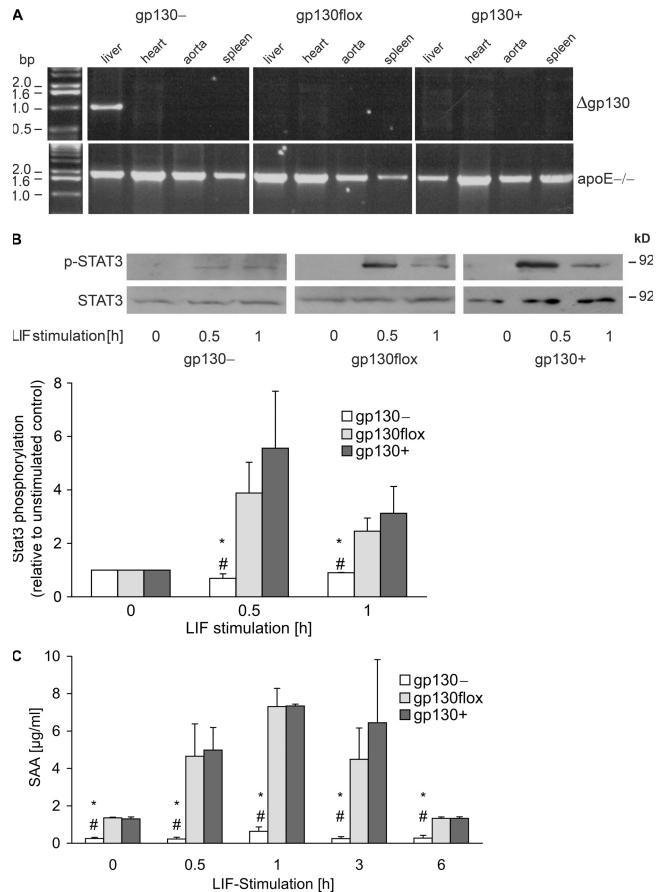 A
gp130– gp130flox gp130+
liver heart aorta spleen liver heart aorta spleen liver heart aorta spleen
bp
2.0 –
1.6 –
1.0 –
0.5 –
Δgp130
2.0 –
1.6 –
1.0 –
apoE–/–
B
kD
p-STAT3 – 92
STAT3 – 92
LIF stimulation[h] 0 0.5 1 0 0.5 1 0 0.5 1
gp130– gp130flox gp130+
Stat3 phosphorylation
(relative to unstimulated control)
8
6
4
2
0
gp130–
gp130flox
gp130+
* *
# #
0 0.5 1
LIF stimulation [h]
C
SAA [µg/ml]
10
8
6
4
2
0
gp130–
gp130flox
gp130+
* * * * *
# # # # #
0 0.5 1 3 6
LIF-Stimulation [h]